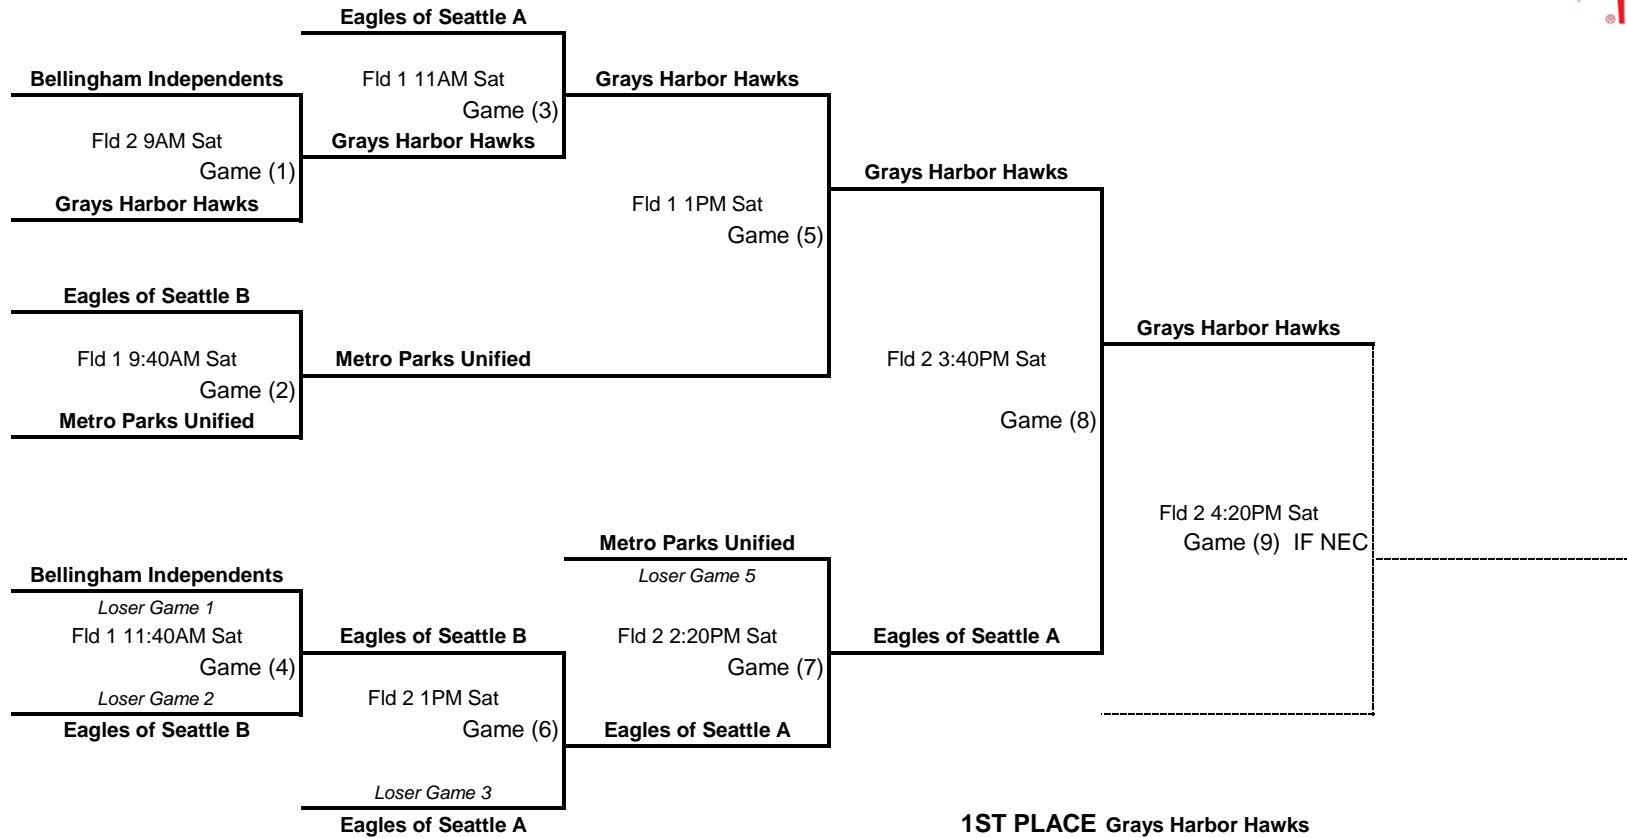 Eagles of Seattle A
®
Bellingham Independents
Fld 1 11AM Sat
Grays Harbor Hawks
Game (3)
Fld 2 9AM Sat
Grays Harbor Hawks
Game (1)
Grays Harbor Hawks
Grays Harbor Hawks
Fld 1 1PM Sat
Game (5)
Eagles of Seattle B
Grays Harbor Hawks
Fld 1 9:40AM Sat
Metro Parks Unified
Fld 2 3:40PM Sat
Game (2)
Metro Parks Unified
Game (8)
Fld 2 4:20PM Sat
Metro Parks Unified
Game (9) IF NEC
Bellingham Independents
Loser Game 5
Loser Game 1
Fld 1 11:40AM Sat
Eagles of Seattle B
Fld 2 2:20PM Sat
Eagles of Seattle A
Game (4)
Game (7)
Loser Game 2
Fld 2 1PM Sat
Eagles of Seattle B
Game (6)
Eagles of Seattle A
Loser Game 3
Eagles of Seattle A
1ST PLACE Grays Harbor Hawks